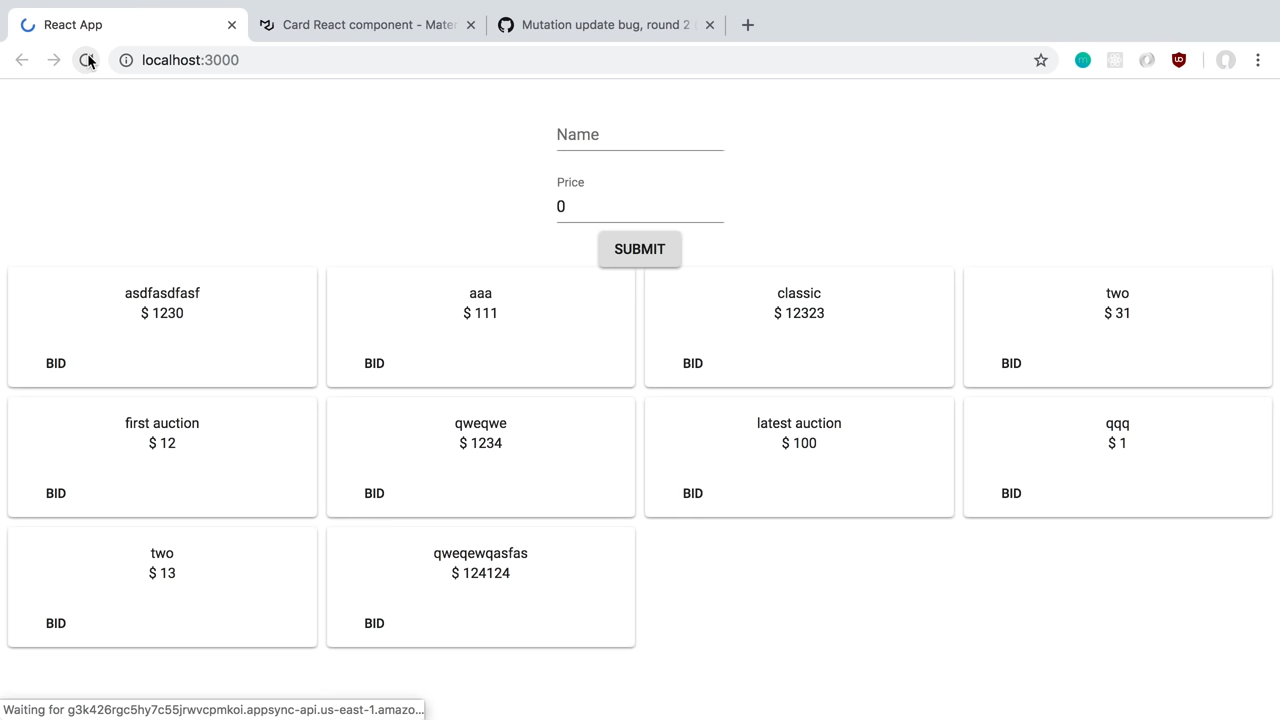 React App
Card React component - Mater
Mutation update bug, round 2
localhost:3000
Name
Price
0
SUBMIT
asdfasdfasf
$ 1230
BID
aaa
$ 111
BID
classic
$ 12323
BID
two
$ 31
BID
first auction
$ 12
BID
qweqwe
$ 1234
BID
latest auction
$ 100
BID
qqq
$ 1
BID
two
$ 13
BID
qweqewqasfas
$ 124124
BID
Waiting for g3k426rgc5hy7c55jrwvcpmkoi.appsync-api.us-east-1.amazo...